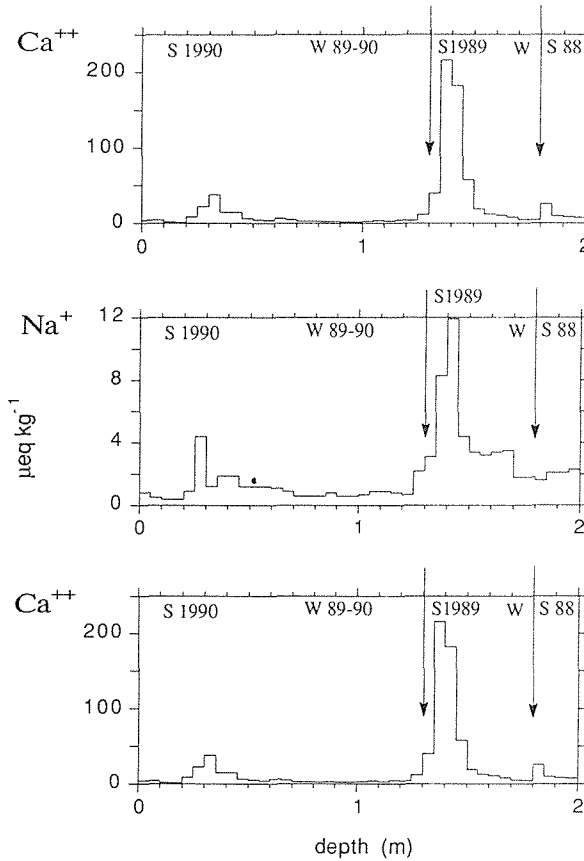 Ca++
S 1990 W 89-90 S1989 W S 88
200
100
0
0 1 2
S1989
Na+
12
S 1990 W 89-90 W S 88
8
4
0
µeq kg-1
0 1 2
Ca++
S 1990 W 89-90 S1989 W S 88
200
100
0
0 1 2
depth (m)